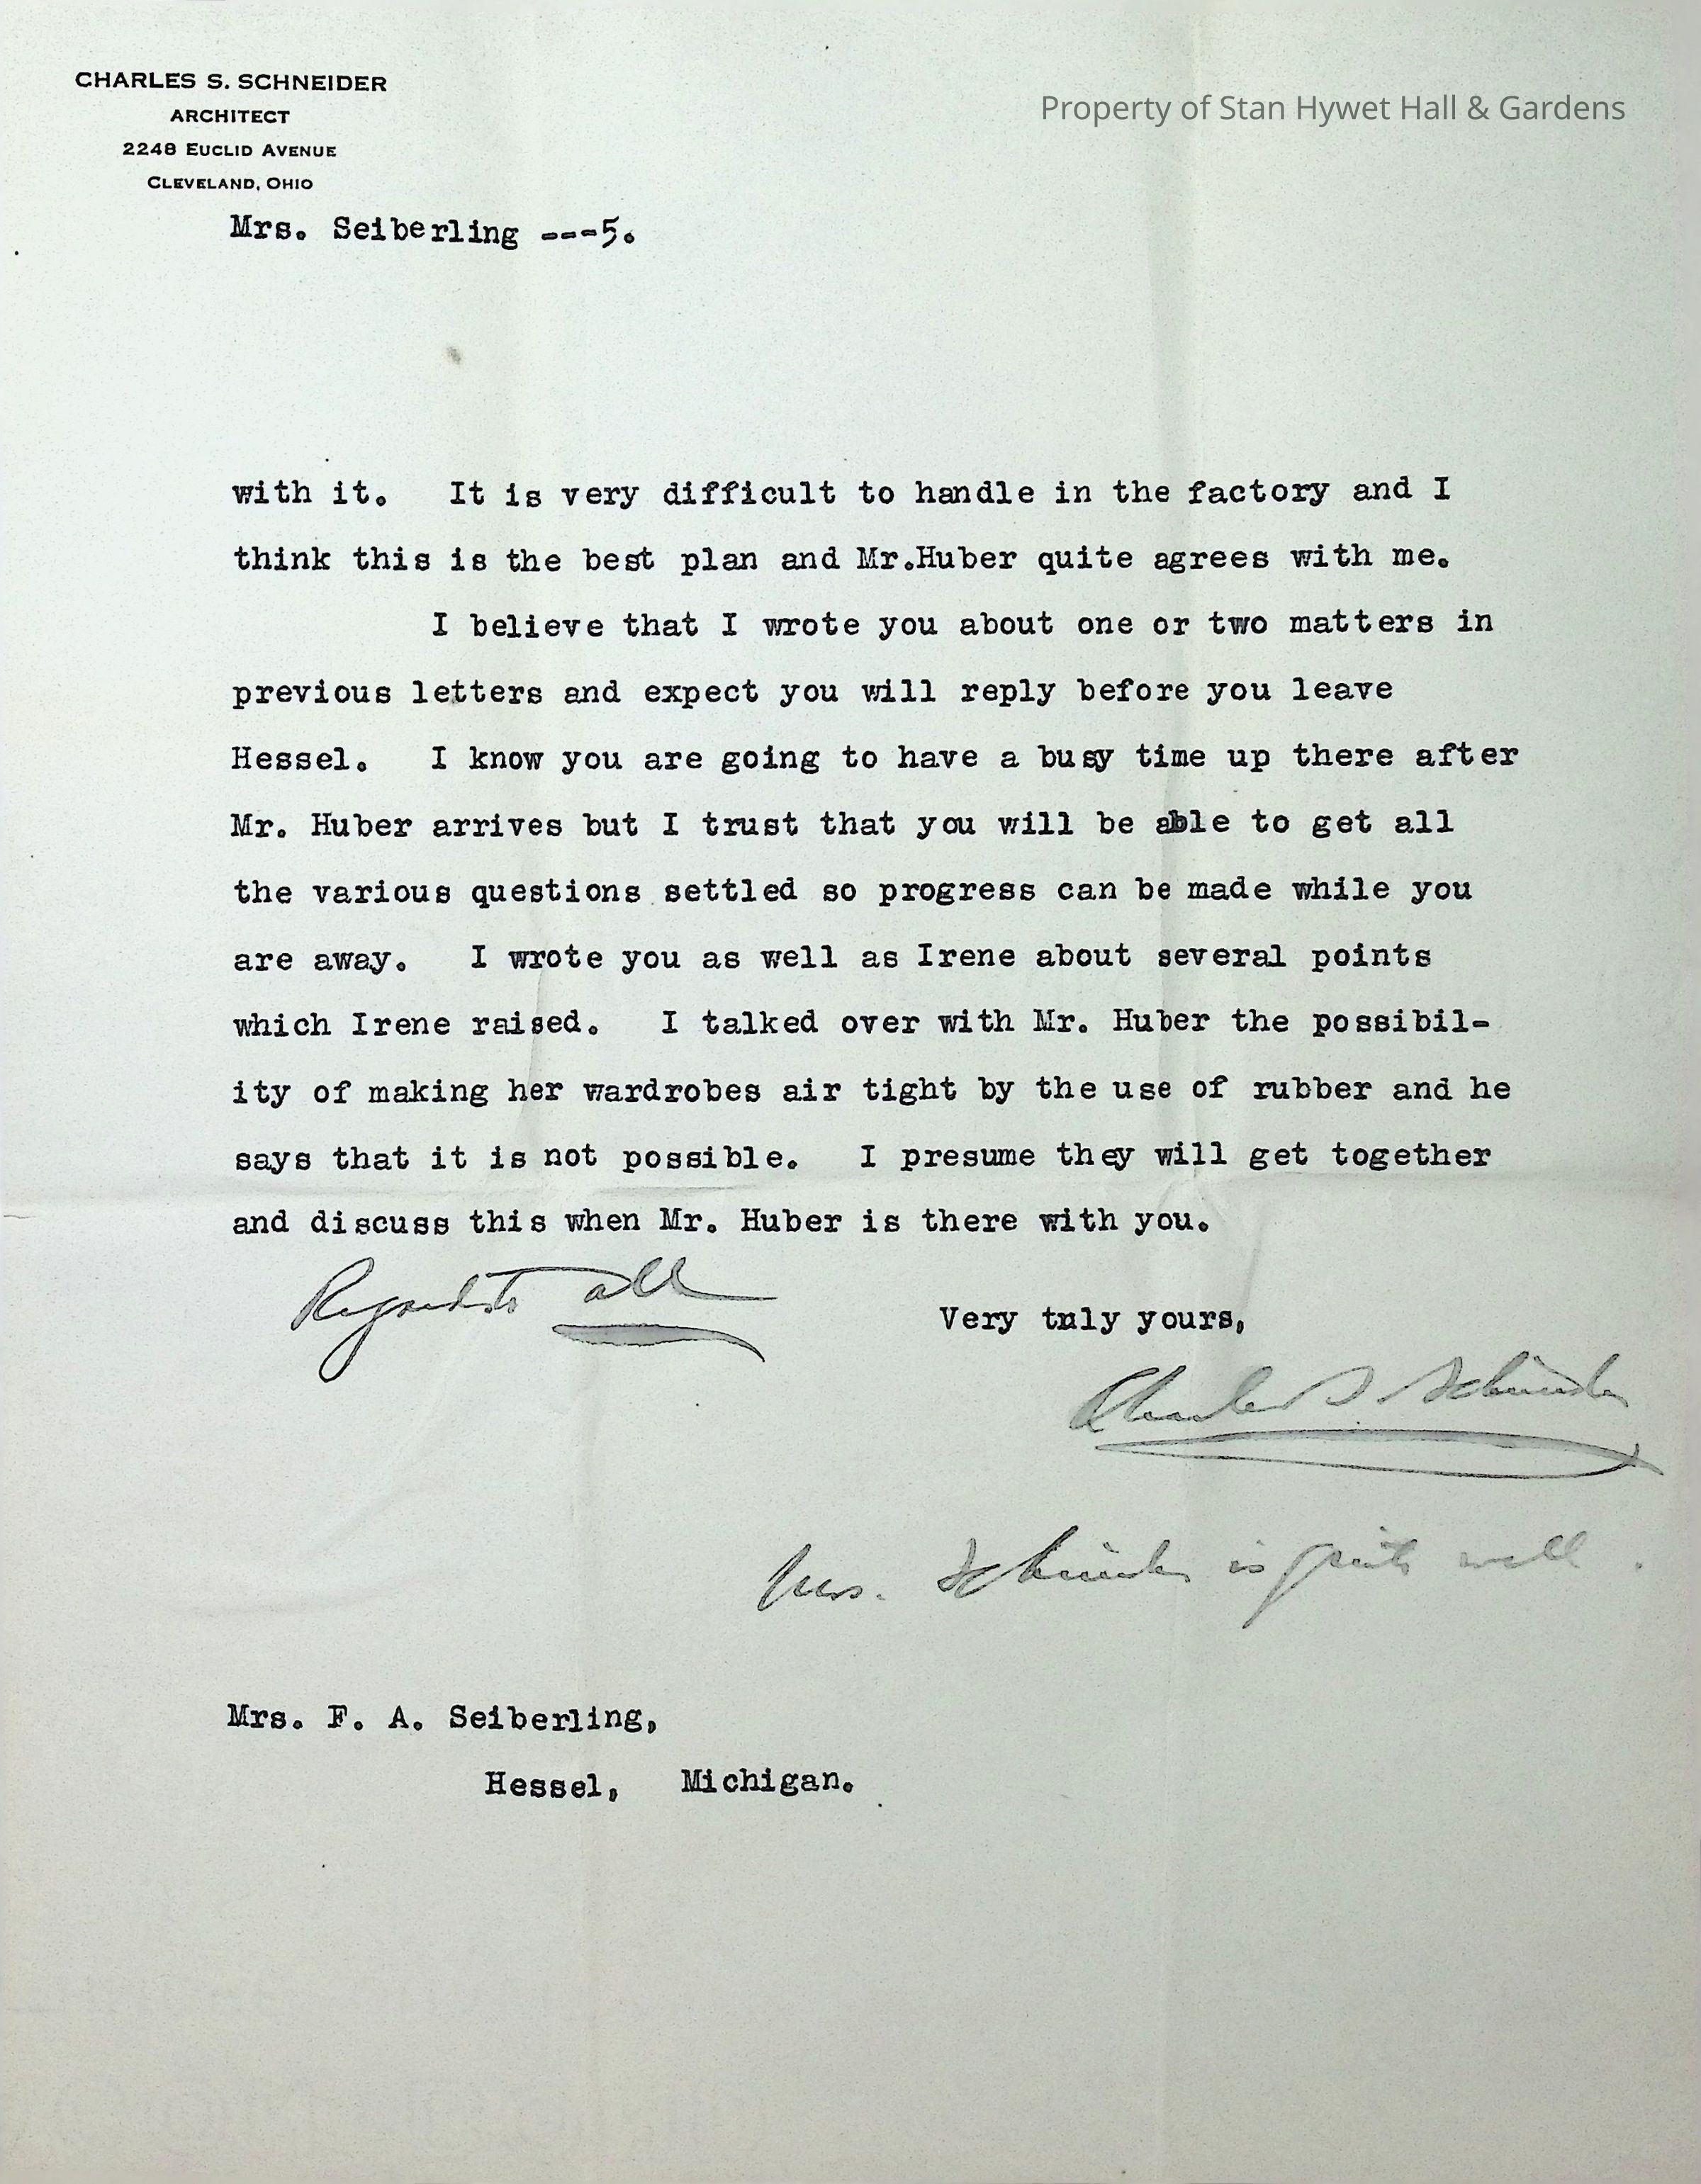 CHARLES S. SCHNEIDER
ARCHITECT
2248 EUCLID AVENUE
CLEVELAND, OHIO
Property of Stan Hywet Hall & Gardens
Mrs. Seiberling ---5.
with it. It is very difficult to handle in the factory and I
think this is the best plan and Mr.Huber quite agrees with me.
I believe that I wrote you about one or two matters in
previous letters and expect you will reply before you leave
Hessel. I know you are going to have a busy time up there after
Mr. Huber arrives but I trust that you will be able to get all
the various questions settled so progress can be made while you
are away. I wrote you as well as Irene about several points
which Irene raised. I talked over with Mr. Huber the possibil-
ity of making her wardrobes air tight by the use of rubber and he
says that it is not possible. I presume they will get together
and discuss this when Mr. Huber is there with you.
Regards to all
Very truly yours,
Charles S. Schneider
Mrs. Schneider is quite well.
Mrs. F. A. Seiberling,
Hessel, Michigan.